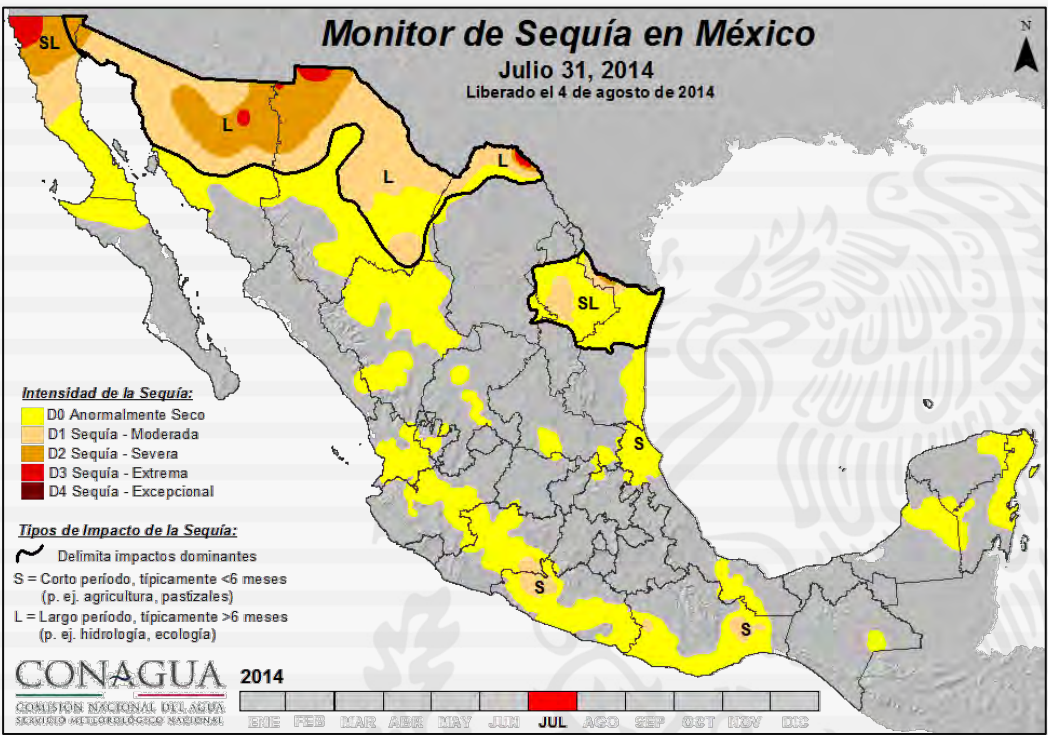 Monitor de Sequía en México
Julio 31, 2014
Liberado el 4 de agosto de 2014
N
SL
L
L
L
SL
S
S
S
Intensidad de la Sequía:
D0 Anormalmente Seco
D1 Sequía - Moderada
D2 Sequía - Severa
D3 Sequía - Extrema
D4 Sequía - Excepcional
Tipos de Impacto de la Sequía:
Delimita impactos dominantes
S = Corto período, típicamente <6 meses
(p. ej. agricultura, pastizales)
L = Largo período, típicamente >6 meses
(p. ej. hidrología, ecología)
CONAGUA
COMISIÓN NACIONAL DEL AGUA
SERVICIO METEOROLÓGICO NACIONAL
2014
ENE FEB MAR ABR MAY JUN JUL AGO SEP OCT NOV DIC